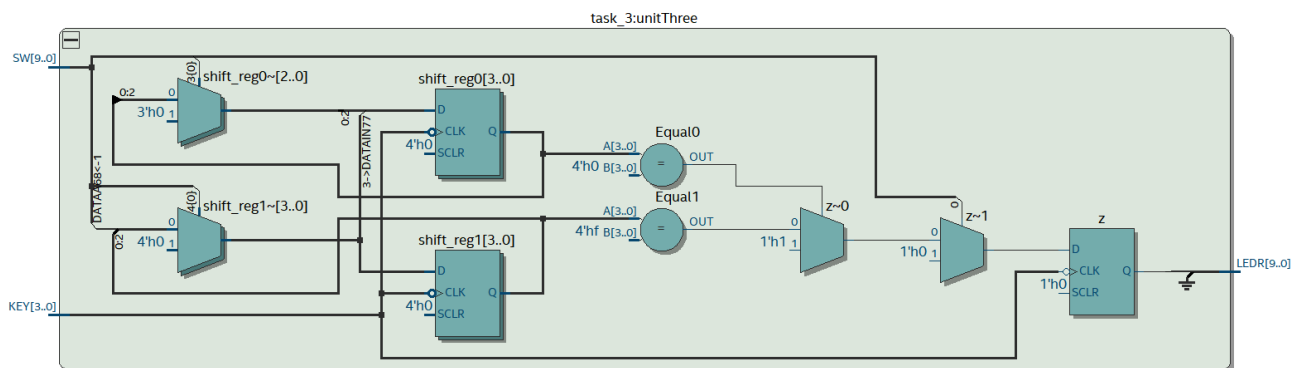 task_3:unitThree
SW[9..0]
3{0}
shift_reg0~[2..0]
0:2
0
3'h0
1
0:2
3->DATAIN77
shift_reg0[3..0]
D
CLK
Q
4'h0
SCLR
Equal0
A[3..0]
4'h0
B[3..0]
=
OUT
DATAA68<-1
4{0}
shift_reg1~[3..0]
0
4'h0
1
0:2
Equal1
A[3..0]
4'hf
B[3..0]
=
OUT
shift_reg1[3..0]
D
CLK
Q
4'h0
SCLR
z~0
0
1'h1
1
0
z~1
0
1'h0
1
z
D
CLK
Q
1'h0
SCLR
LEDR[9..0]
KEY[3..0]